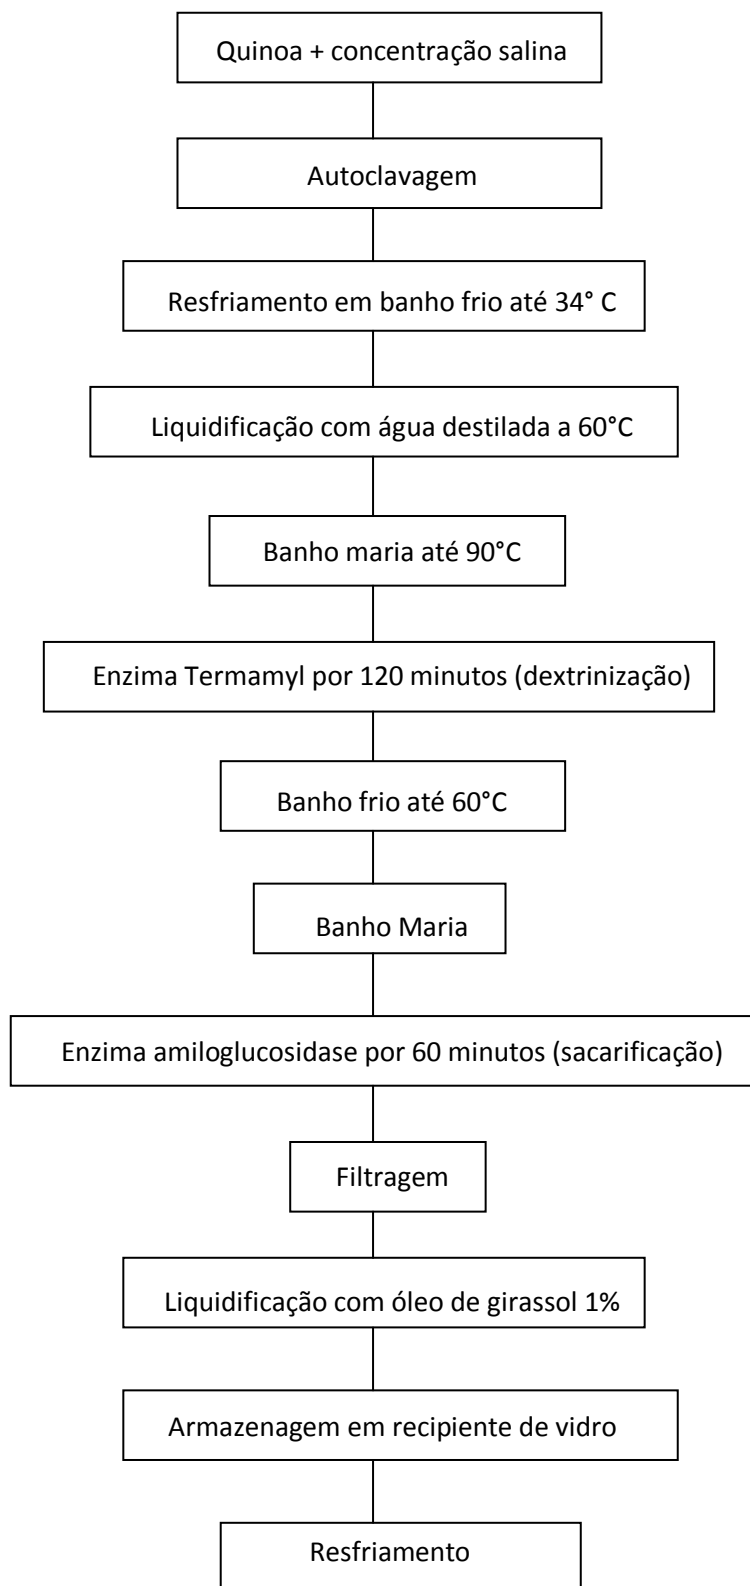 Quinoa + concentração salina
Autoclavagem
Resfriamento em banho frio até 34° C
Liquidificação com água destilada a 60°C
Banho maria até 90°C
Enzima Termamyl por 120 minutos (dextrinização)
Banho frio até 60°C
Banho Maria
Enzima amiloglucosidase por 60 minutos (sacarificação)
Filtragem
Liquidificação com óleo de girassol 1%
Armazenagem em recipiente de vidro
Resfriamento